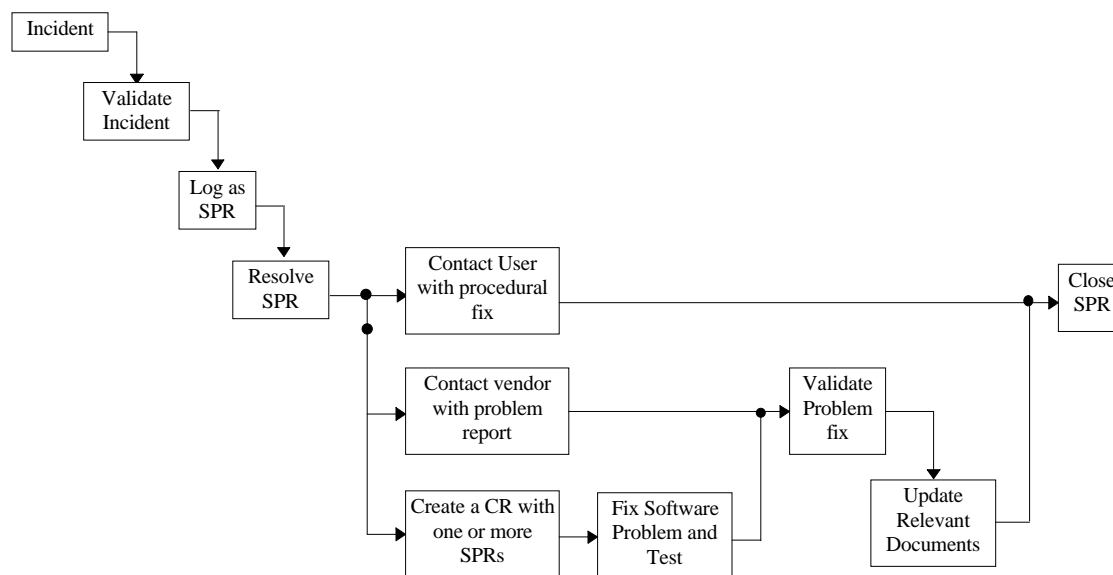 Incident
Validate
Incident
Log as
SPR
Resolve
SPR
Contact User
with procedural
fix
Close
SPR
Contact vendor
with problem
report
Validate
Problem
fix
Create a CR with
one or more
SPRs
Fix Software
Problem and
Test
Update
Relevant
Documents